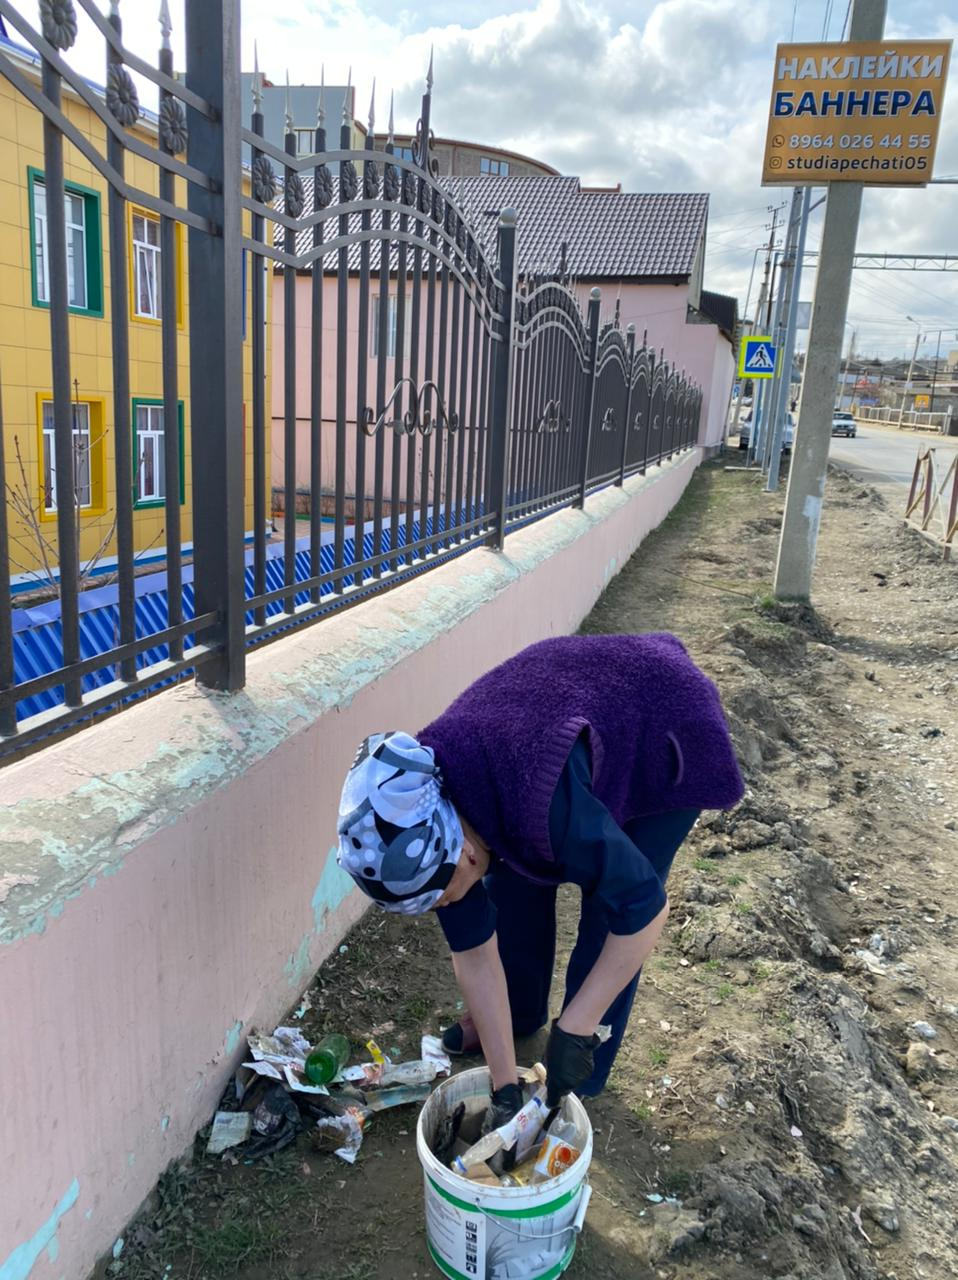 НАКЛЕЙКИ
БАННЕРА
8964 026 44 55
studiapechati05